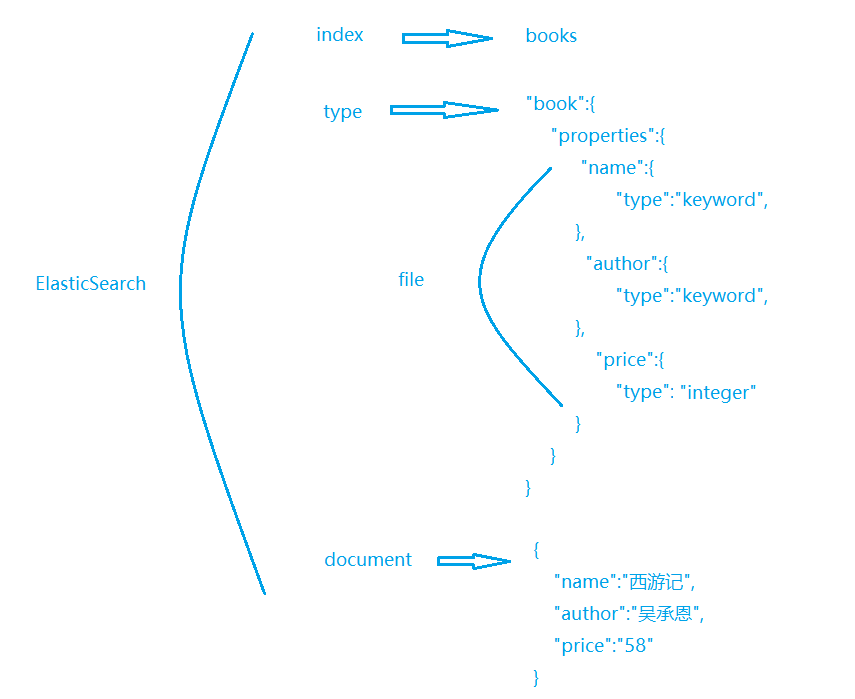 index
books
type
"book":{
"properties":{
"name":{
"type":"keyword",
},
"author":{
"type":"keyword",
},
ElasticSearch
file
"price":{
"type": "integer"
}
}
}
document
{
"name":"西游记",
"author":"吴承恩",
"price":"58"
}